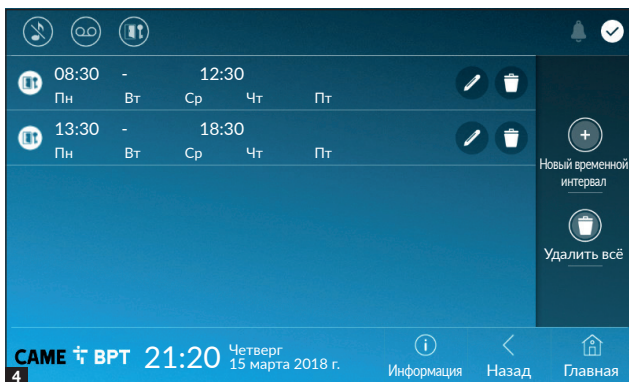 08:30 - 12:30
Пн Вт Ср Чт Пт
13:30 - 18:30
Пн Вт Ср Чт Пт
Новый временной
интервал
Удалить всё
CAME BPT 21:20 Четверг
15 марта 2018 г.
Информация Назад Главная
4